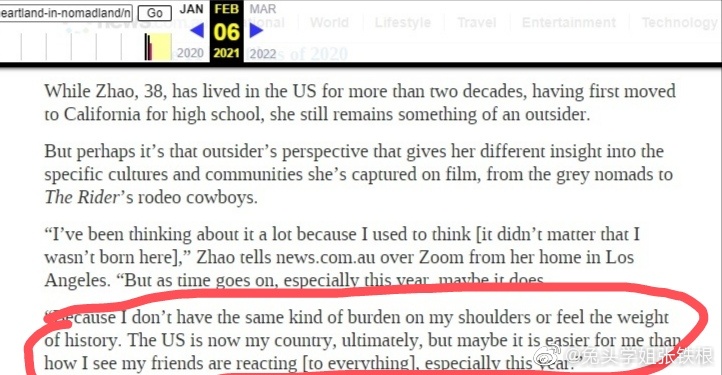 eartland-in-nomadland/n Go JAN FEB MAR
06
2020 2021 2022
World Lifestyle Travel Entertainment Technology
s of 2020
While Zhao, 38, has lived in the US for more than two decades, having first moved
to California for high school, she still remains something of an outsider.
But perhaps it’s that outsider’s perspective that gives her different insight into the
specific cultures and communities she’s captured on film, from the grey nomads to
The Rider’s rodeo cowboys.
“I’ve been thinking about it a lot because I used to think [it didn’t matter that I
wasn’t born here],” Zhao tells news.com.au over Zoom from her home in Los
Angeles. “But as time goes on, especially this year, maybe it does.
“Because I don’t have the same kind of burden on my shoulders or feel the weight
of history. The US is now my country, ultimately, but maybe it is easier for me than
how I see my friends are reacting [to everything], especially this year.”
@兔头学姐张铁根